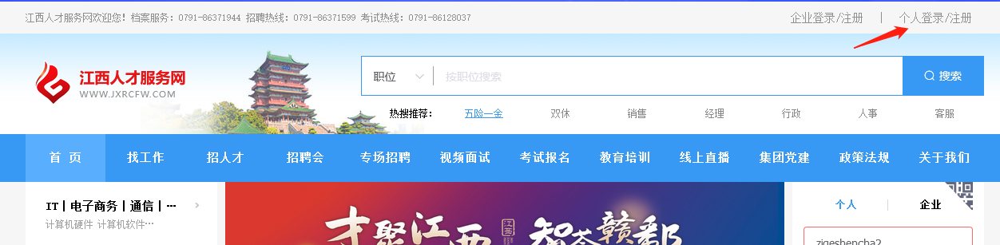 江西人才服务网欢迎您！档案服务：0791-86371944 招聘热线：0791-86371599 考试热线：0791-86128037
企业登录/注册 | 个人登录/注册
江西人才服务网
WWW.JXRCFW.COM
职位 按职位搜索 搜索
热搜推荐： 五险一金 双休 销售 经理 行政 人事 客服
首 页 找工作 招人才 招聘会 专场招聘 视频面试 考试报名 教育培训 线上直播 集团党建 政策法规 关于我们
IT丨电子商务丨通信丨…
计算机硬件 计算机软件…
才聚江西 江西 智荟赣鄱
个人 企业
zigeshencha2